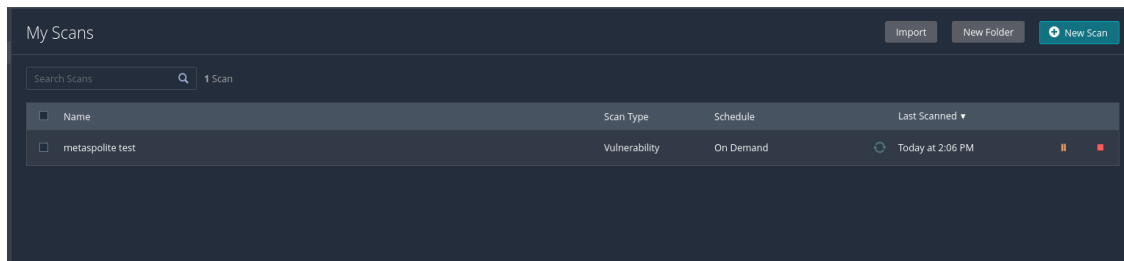 My Scans
Import
New Folder
New Scan
Search Scans
1 Scan
Name Scan Type Schedule Last Scanned
metaspolite test Vulnerability On Demand Today at 2:06 PM